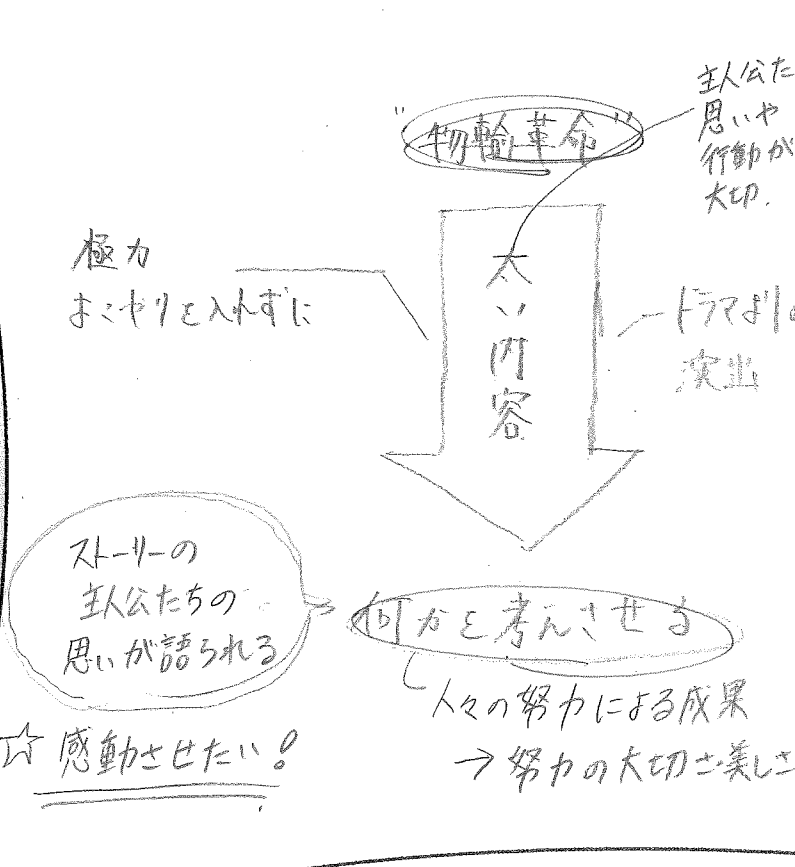 "物輸革命"
主人公た
思いや
行動が
大切.
極力
よこやりを入れずに
太い内容
ドラマよりの
演出
ストーリーの
主人公たちの
思いが語られる
何かを考えさせる
人々の努力による成果
→努力の大切さ美しさ
☆感動させたい!